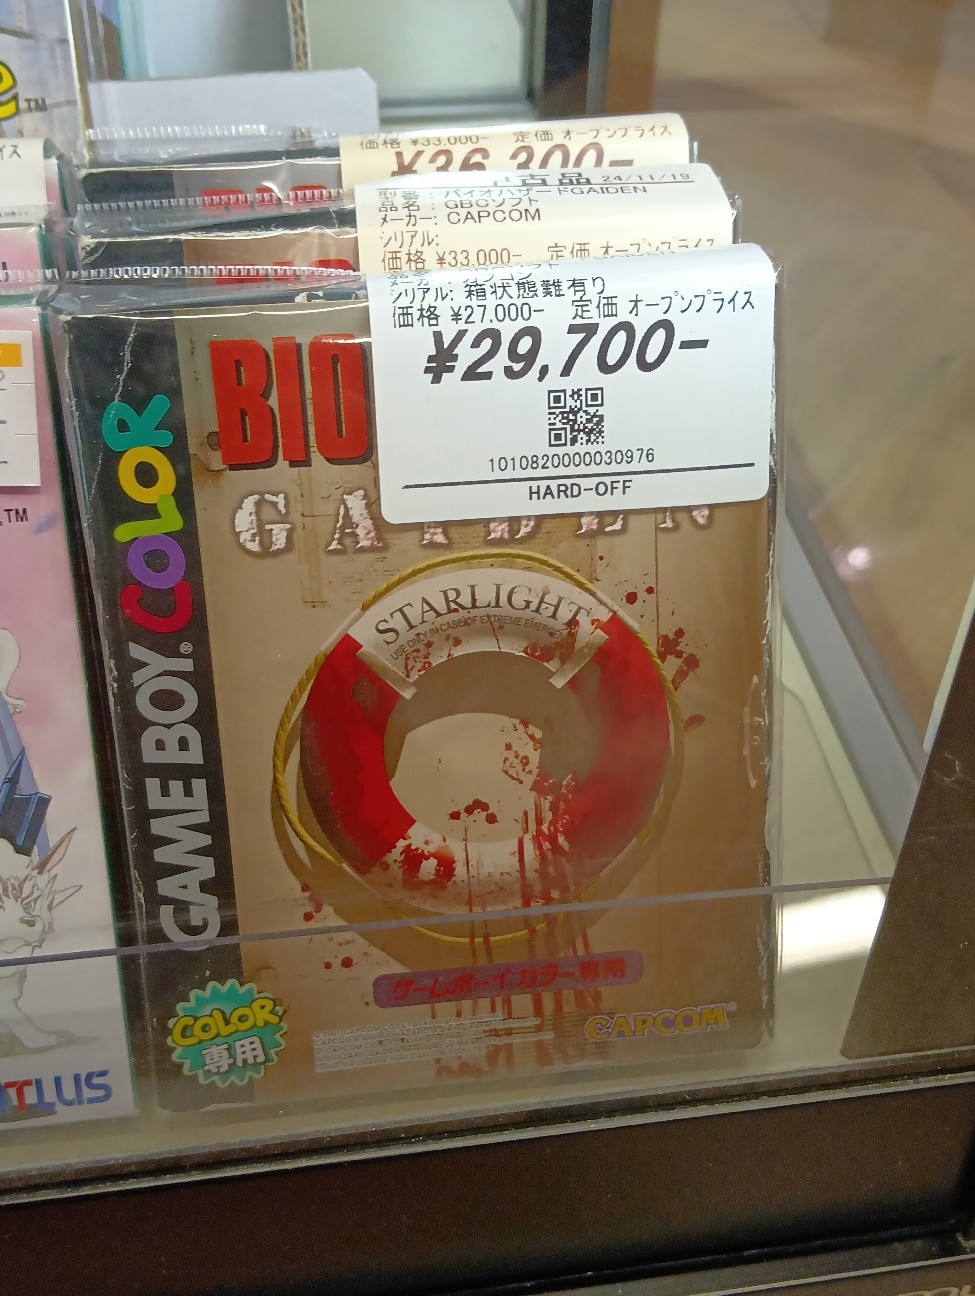 TM
価格 ¥33,000- 定価 オープンプライス
¥36,300-
中古品 24/11/19
型番: バイオハザードGAIDEN
品名: GBCソフト
メーカー: CAPCOM
シリアル:
価格 ¥33,000- 定価 オープンプライス
シリアル: 箱状態難有り
価格 ¥27,000- 定価 オープンプライス
¥29,700-
1010820000030976
HARD-OFF
BIO
GAIDEN
GAME BOY® COLOR
TM
STARLIGHT
USE ONLY IN CASE OF EXTREME EMERGENCY
ゲームボーイカラー専用
COLOR
専用
CAPCOM®
ATLUS